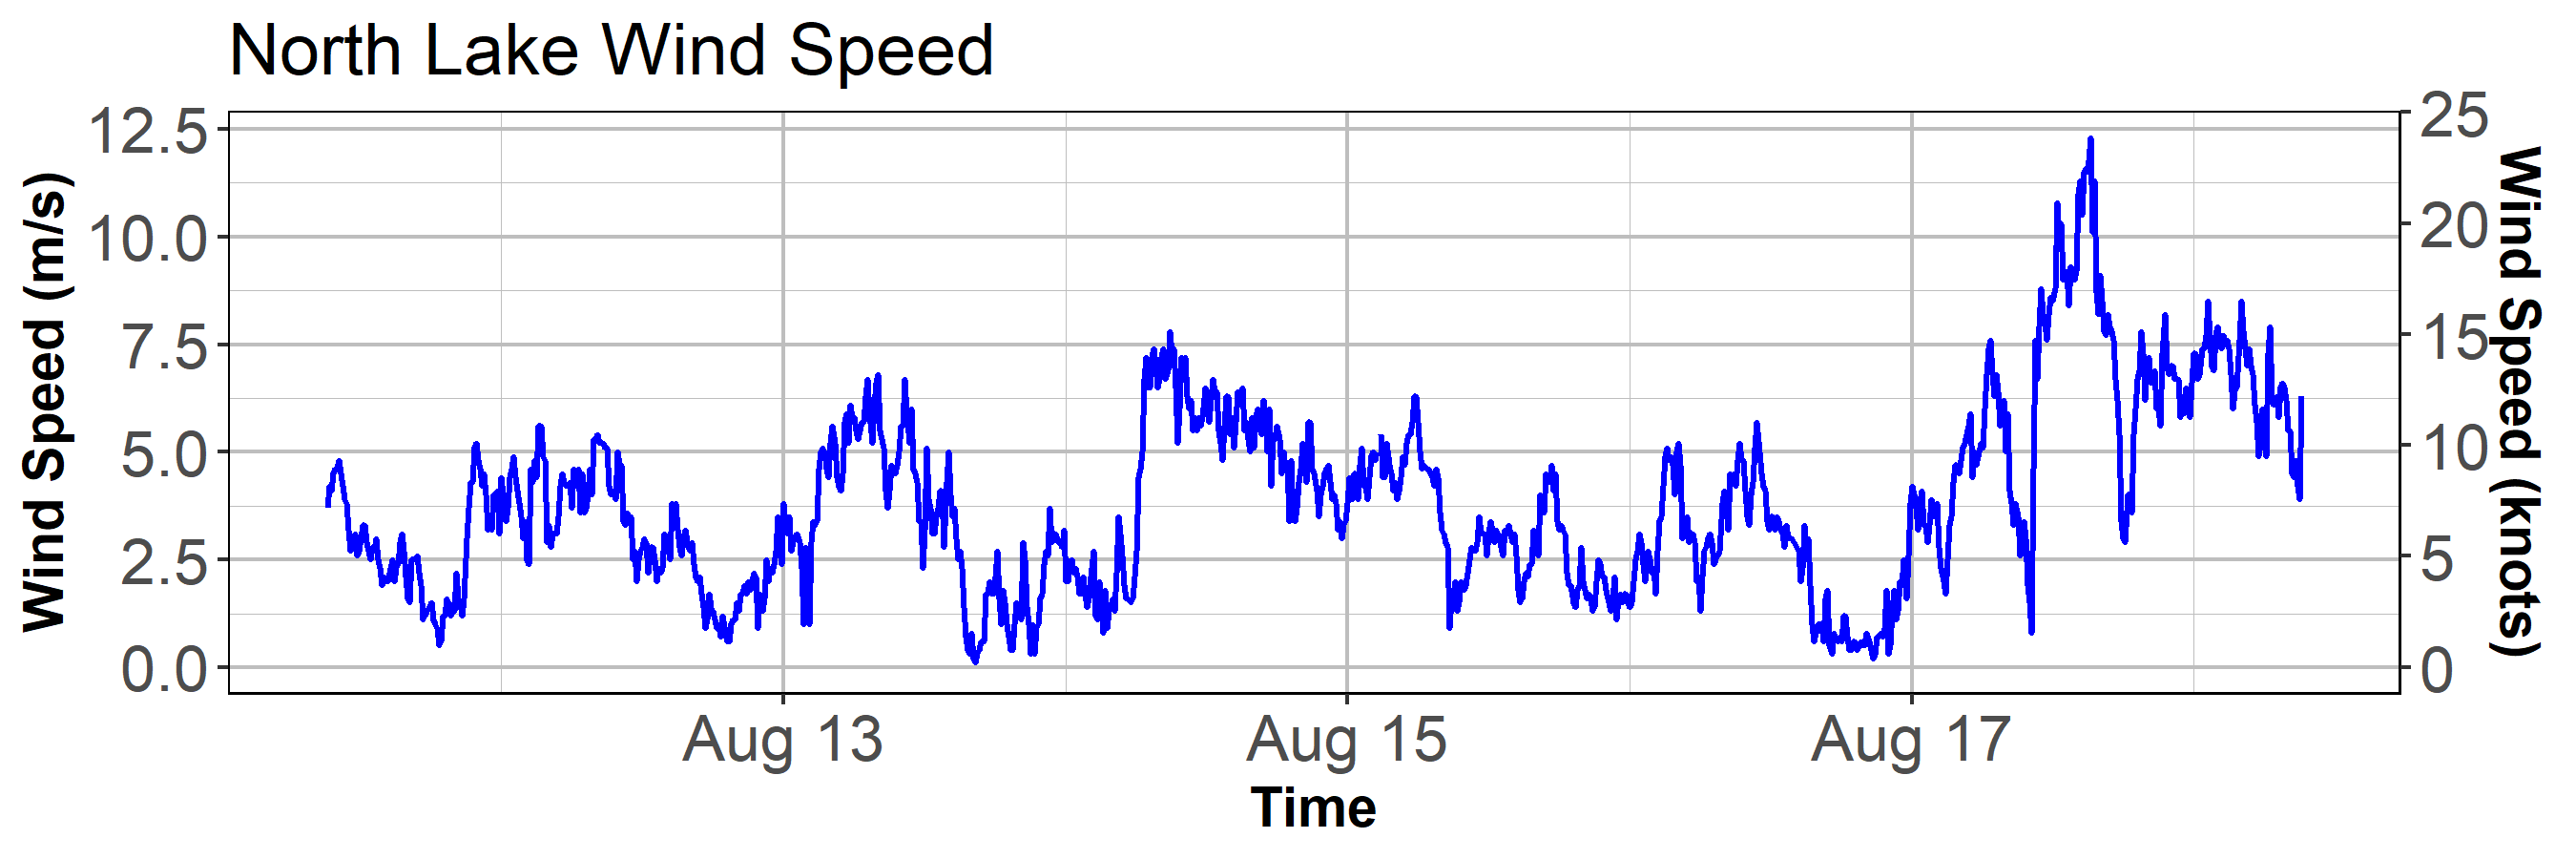 North Lake Wind Speed
Wind Speed (m/s)
12.5
10.0
7.5
5.0
2.5
0.0
25
20
15
10
5
0
Wind Speed (knots)
Aug 13
Aug 15
Aug 17
Time